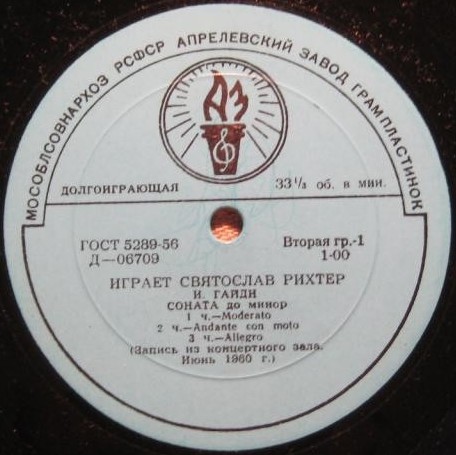 МОСОБЛСОВНАРХОЗ РСФСР АПРЕЛЕВСКИЙ ЗАВОД ГРАМПЛАСТИНОК
АЗ
ДОЛГОИГРАЮЩАЯ 33⅓ об. в мин.
ГОСТ 5289-56 Вторая гр.-1
Д—06709 1-00
ИГРАЕТ СВЯТОСЛАВ РИХТЕР
И. ГАЙДН
СОНАТА до минор
1 ч.—Moderato
2 ч.—Andante con moto
3 ч.—Allegro
(Запись из концертного зала.
Июнь 1960 г.)